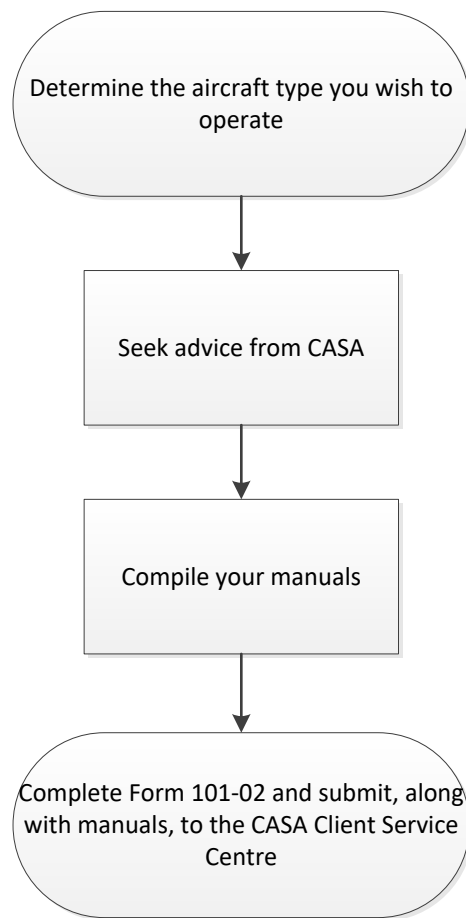 Determine the aircraft type you wish to
operate
Seek advice from CASA
Compile your manuals
Complete Form 101-02 and submit, along
with manuals, to the CASA Client Service
Centre